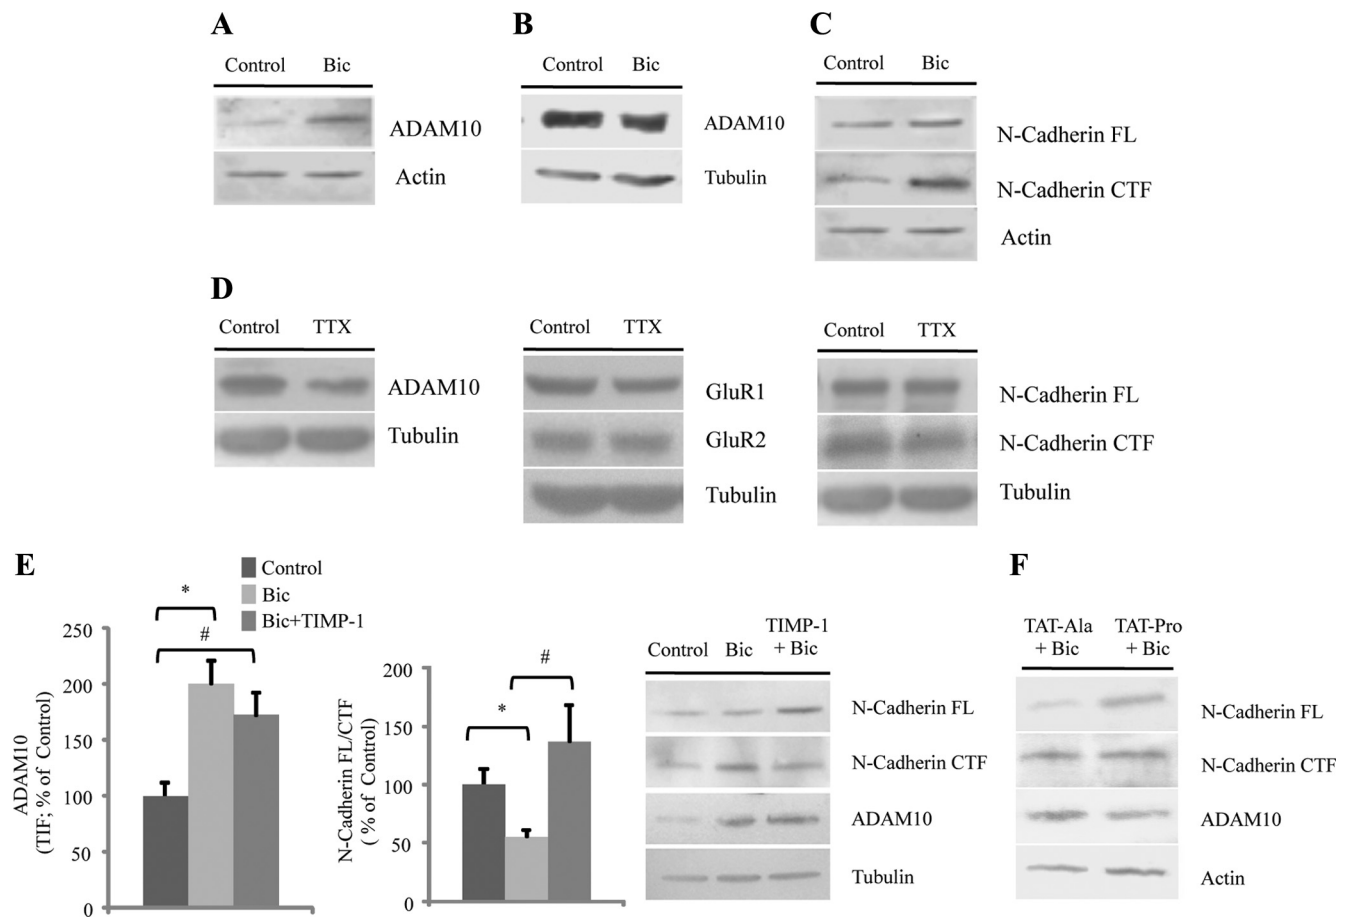 A
Control Bic
ADAM10
Actin
B
Control Bic
ADAM10
Tubulin
C
Control Bic
N-Cadherin FL
N-Cadherin CTF
Actin
D
Control TTX
ADAM10
Tubulin
Control TTX
GluR1
GluR2
Tubulin
Control TTX
N-Cadherin FL
N-Cadherin CTF
Tubulin
E
Control
Bic
Bic+TIMP-1
*
#
ADAM10
(TIF; % of Control)
250
200
150
100
50
0
N-Cadherin FL/CTF
( % of Control)
200
150
100
50
0
#
*
Control Bic TIMP-1
+ Bic
N-Cadherin FL
N-Cadherin CTF
ADAM10
Tubulin
F
TAT-Ala TAT-Pro
+ Bic + Bic
N-Cadherin FL
N-Cadherin CTF
ADAM10
Actin